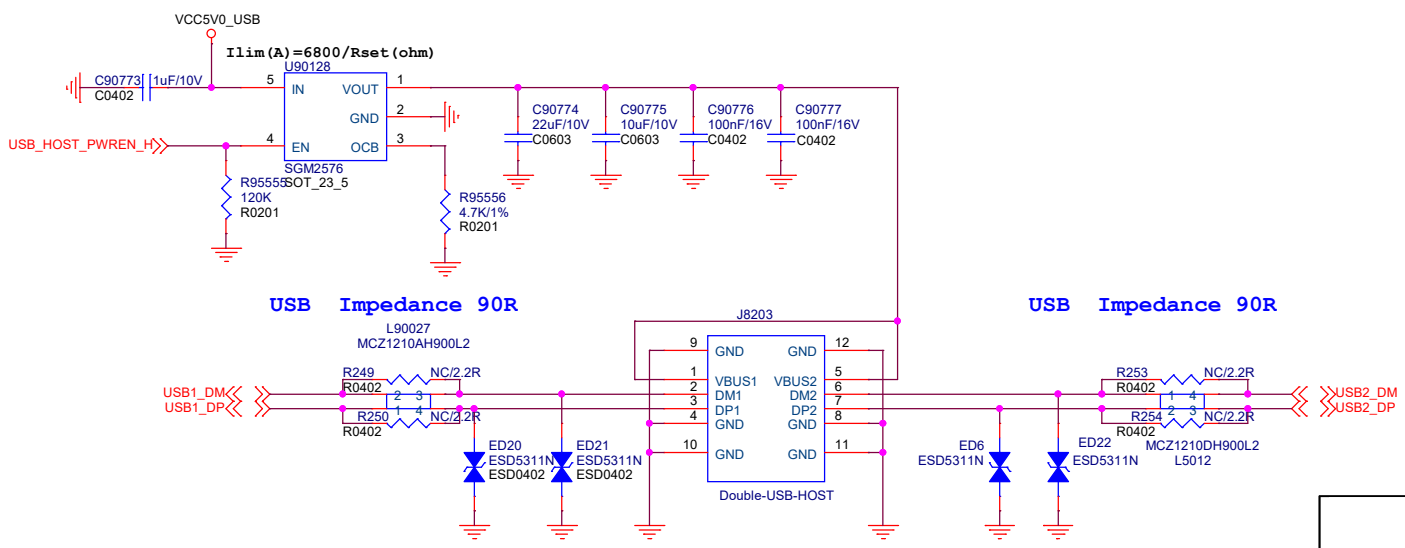 VCC5V0_USB
Ilim(A)=6800/Rset(ohm)
U90128
C90773 1uF/10V
C0402
5 IN VOUT 1
GND 2
4 EN OCB 3
USB_HOST_PWREN_H
SGM2576
SOT_23_5
R95555
120K
R0201
R95556
4.7K/1%
R0201
C90774
22uF/10V
C0603
C90775
10uF/10V
C0603
C90776
100nF/16V
C0402
C90777
100nF/16V
C0402
USB Impedance 90R
L90027
MCZ1210AH900L2
R249 NC/2.2R
R0402
USB1_DM
2 3
USB1_DP
1 4
R250 NC/2.2R
R0402
ED20
ESD5311N
ESD0402
ED21
ESD5311N
ESD0402
J8203
9 GND GND 12
1 VBUS1 VBUS2 5
2 DM1 DM2 6
3 DP1 DP2 7
4 GND GND 8
10 GND GND 11
Double-USB-HOST
USB Impedance 90R
R253 NC/2.2R
R0402
1 4
USB2_DM
2 3
USB2_DP
R254 NC/2.2R
R0402
MCZ1210DH900L2
L5012
ED6
ESD5311N
ED22
ESD5311N